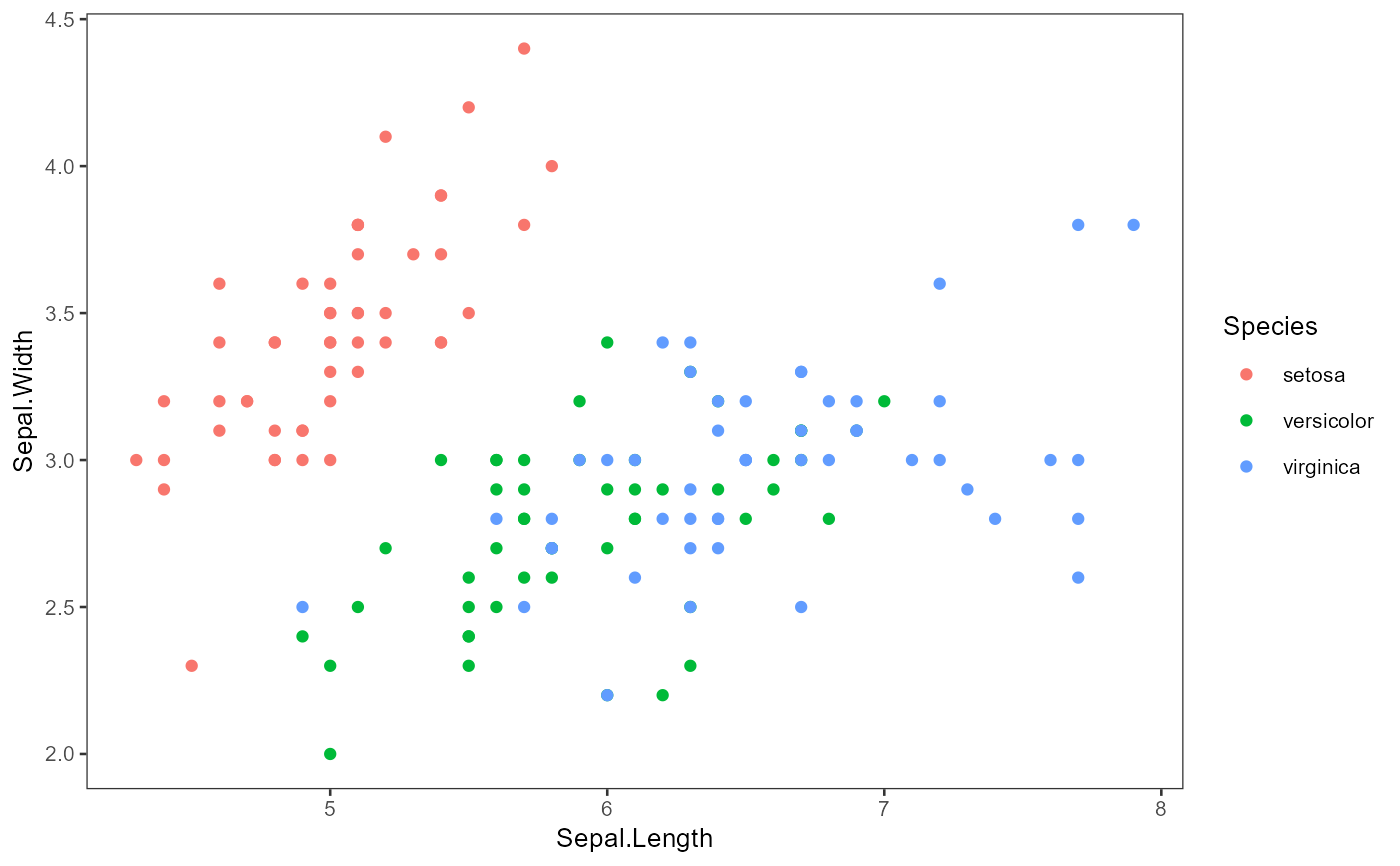 4.5
4.0
3.5
3.0
2.5
2.0
Sepal.Width
5 6 7 8
Sepal.Length
Species
setosa
versicolor
virginica